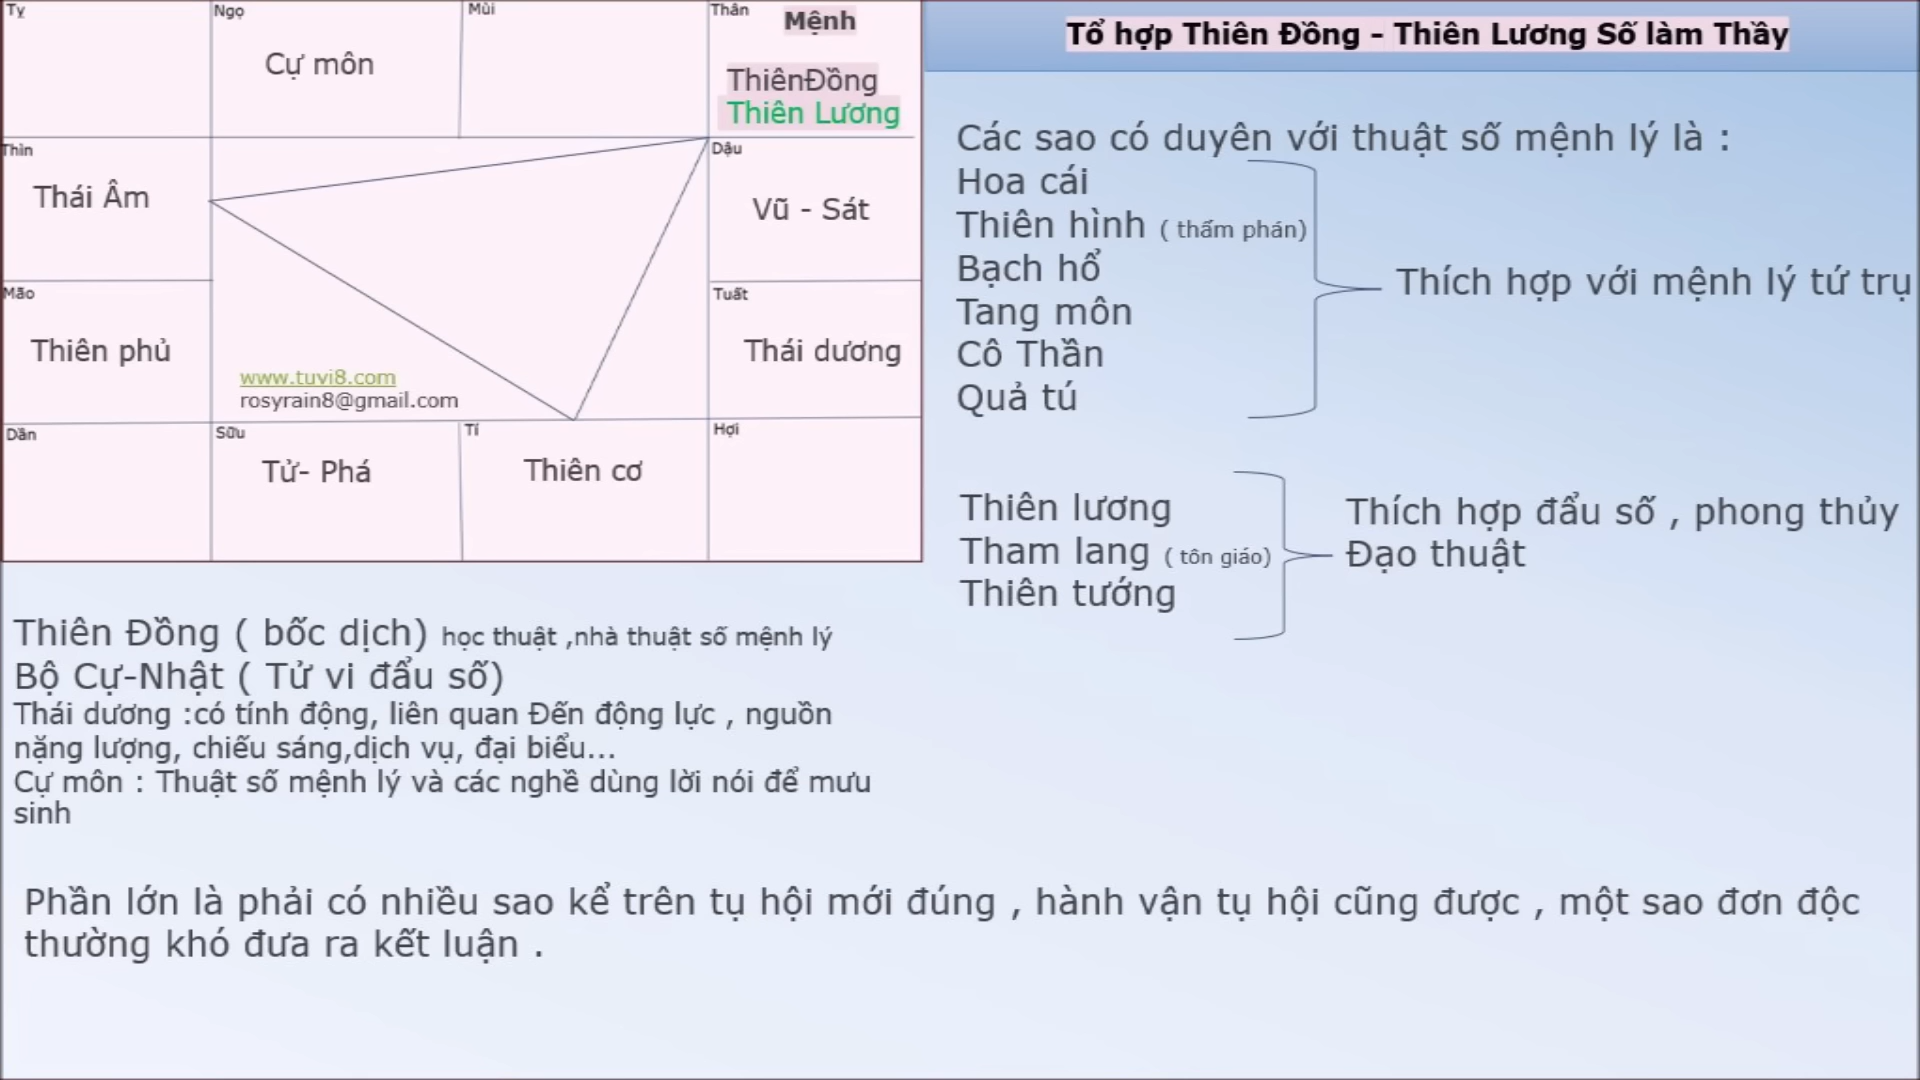 Tỵ
Ngọ
Cự môn
Mùi
Thân
Mệnh
ThiênĐồng
Thiên Lương
Thìn
Thái Âm
Dậu
Vũ - Sát
Mão
Thiên phủ
Tuất
Thái dương
www.tuvi8.com
rosyrain8@gmail.com
Dần
Sữu
Tử- Phá
Tí
Thiên cơ
Hợi
Thiên Đồng ( bốc dịch) học thuật ,nhà thuật số mệnh lý
Bộ Cự-Nhật ( Tử vi đẩu số)
Thái dương :có tính động, liên quan Đến động lực , nguồn
nặng lượng, chiếu sáng,dịch vụ, đại biểu...
Cự môn : Thuật số mệnh lý và các nghề dùng lời nói để mưu
sinh
Tổ hợp Thiên Đồng - Thiên Lương Số làm Thầy
Các sao có duyên với thuật số mệnh lý là :
Hoa cái
Thiên hình ( thẩm phán)
Bạch hổ
Tang môn
Cô Thần
Quả tú
Thích hợp với mệnh lý tứ trụ
Thiên lương
Tham lang ( tôn giáo)
Thiên tướng
Thích hợp đẩu số , phong thủy
Đạo thuật
Phần lớn là phải có nhiều sao kể trên tụ hội mới đúng , hành vận tụ hội cũng được , một sao đơn độc
thường khó đưa ra kết luận .